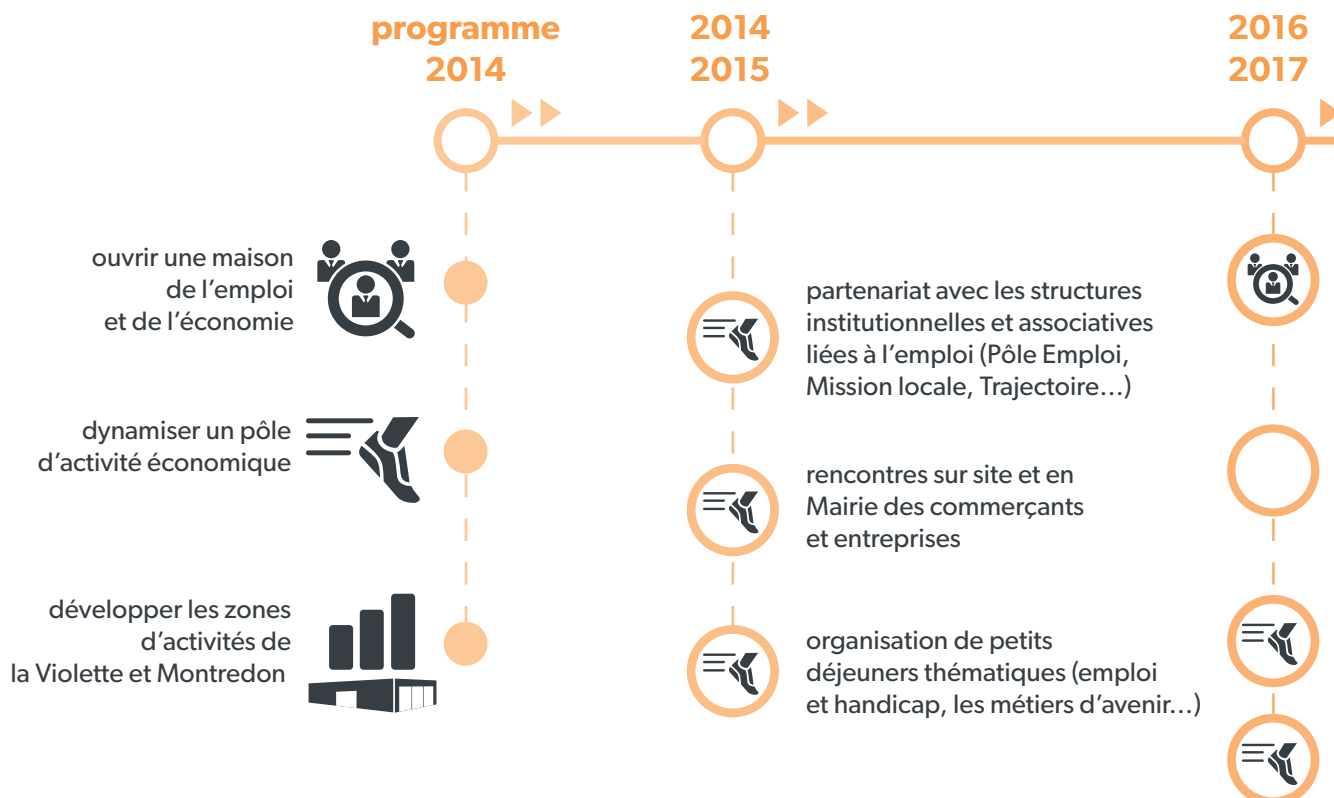 programme
2014
2014
2015
2016
2017
ouvrir une maison
de l’emploi
et de l’économie
dynamiser un pôle
d’activité économique
développer les zones
d’activités de
la Violette et Montredon
partenariat avec les structures
institutionnelles et associatives
liées à l’emploi (Pôle Emploi,
Mission locale, Trajectoire…)
rencontres sur site et en
Mairie des commerçants
et entreprises
organisation de petits
déjeuners thématiques (emploi
et handicap, les métiers d’avenir…)